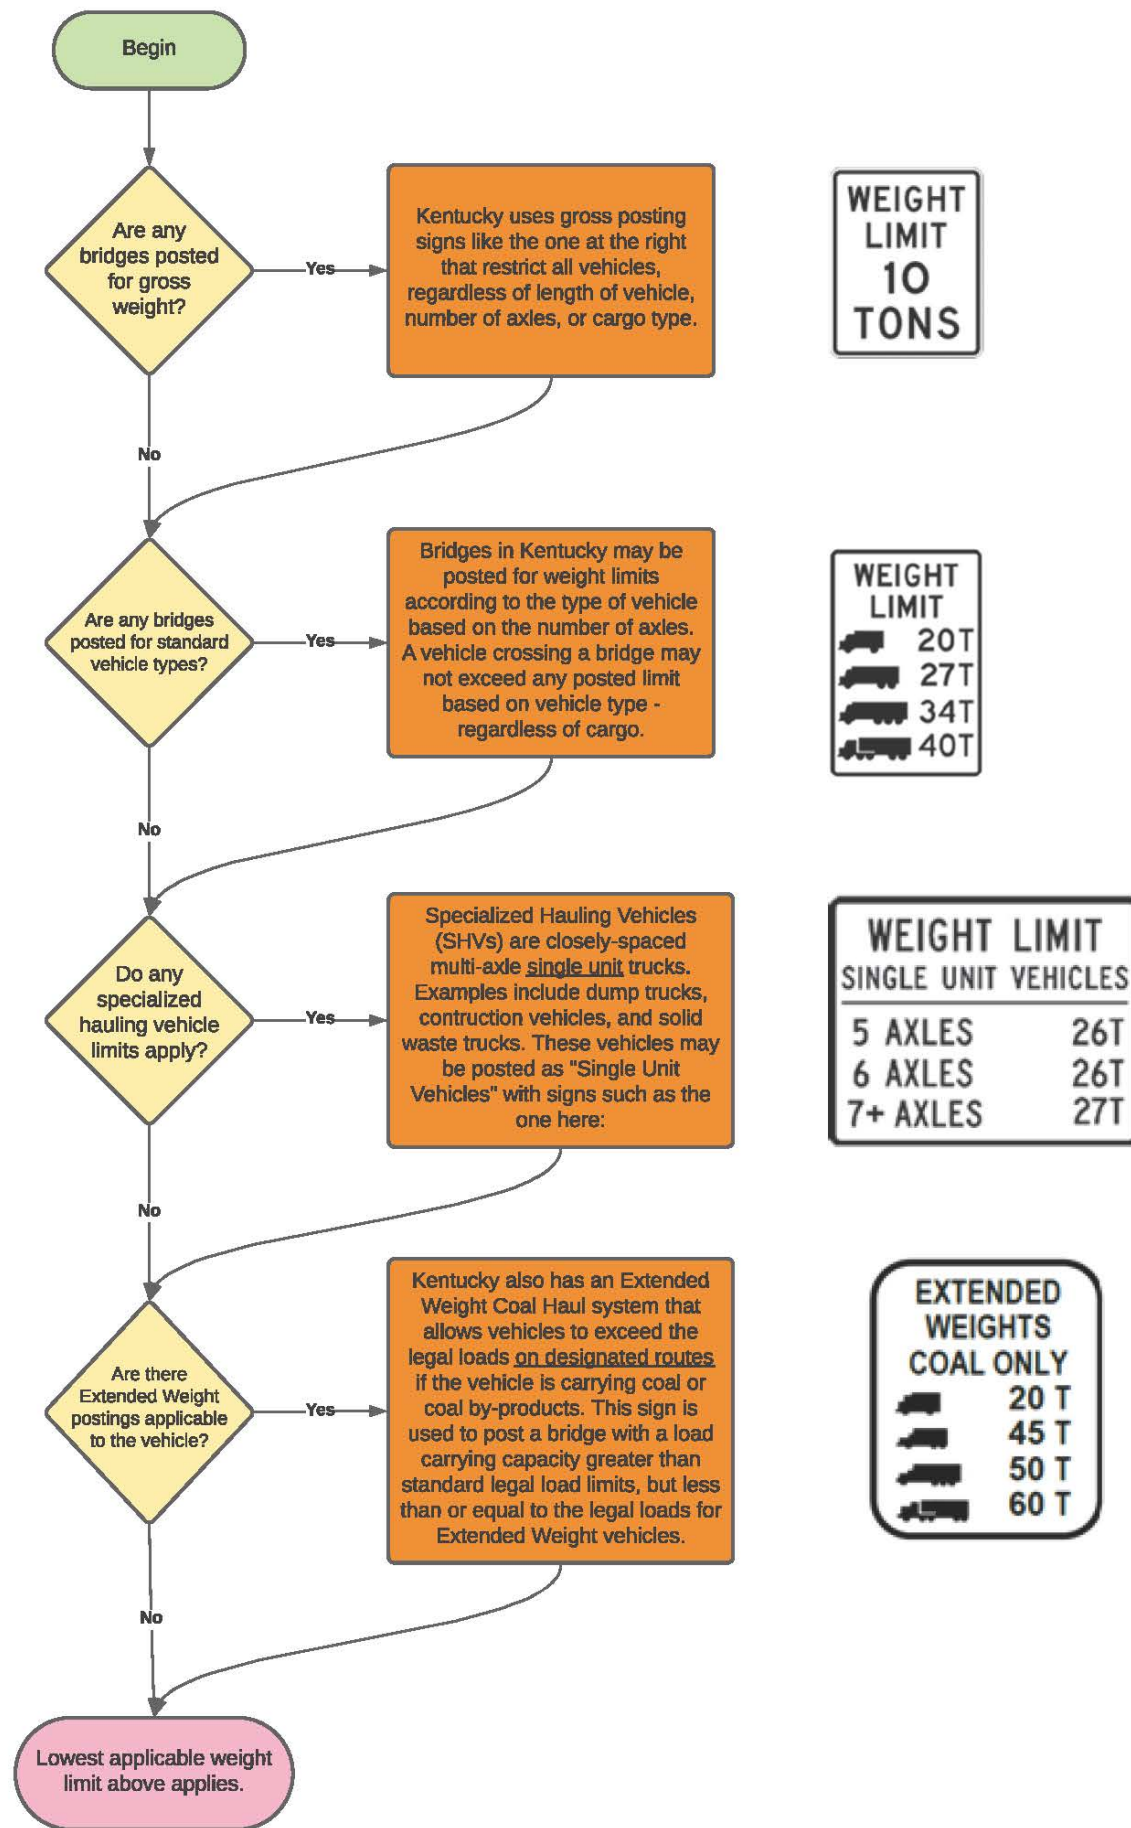 Begin
Are any
bridges posted
for gross
weight?
Yes
Kentucky uses gross posting
signs like the one at the right
that restrict all vehicles,
regardless of length of vehicle,
number of axles, or cargo type.
WEIGHT
LIMIT
10
TONS
No
Are any bridges
posted for standard
vehicle types?
Yes
Bridges in Kentucky may be
posted for weight limits
according to the type of vehicle
based on the number of axles.
A vehicle crossing a bridge may
not exceed any posted limit
based on vehicle type -
regardless of cargo.
WEIGHT
LIMIT
20T
27T
34T
40T
No
Do any
specialized
hauling vehicle
limits apply?
Yes
Specialized Hauling Vehicles
(SHVs) are closely-spaced
multi-axle single unit trucks.
Examples include dump trucks,
contruction vehicles, and solid
waste trucks. These vehicles may
be posted as "Single Unit
Vehicles" with signs such as the
one here:
WEIGHT LIMIT
SINGLE UNIT VEHICLES
5 AXLES 26T
6 AXLES 26T
7+ AXLES 27T
No
Are there
Extended Weight
postings applicable
to the vehicle?
Yes
Kentucky also has an Extended
Weight Coal Haul system that
allows vehicles to exceed the
legal loads on designated routes
if the vehicle is carrying coal or
coal by-products. This sign is
used to post a bridge with a load
carrying capacity greater than
standard legal load limits, but less
than or equal to the legal loads for
Extended Weight vehicles.
EXTENDED
WEIGHTS
COAL ONLY
20 T
45 T
50 T
60 T
No
Lowest applicable weight
limit above applies.